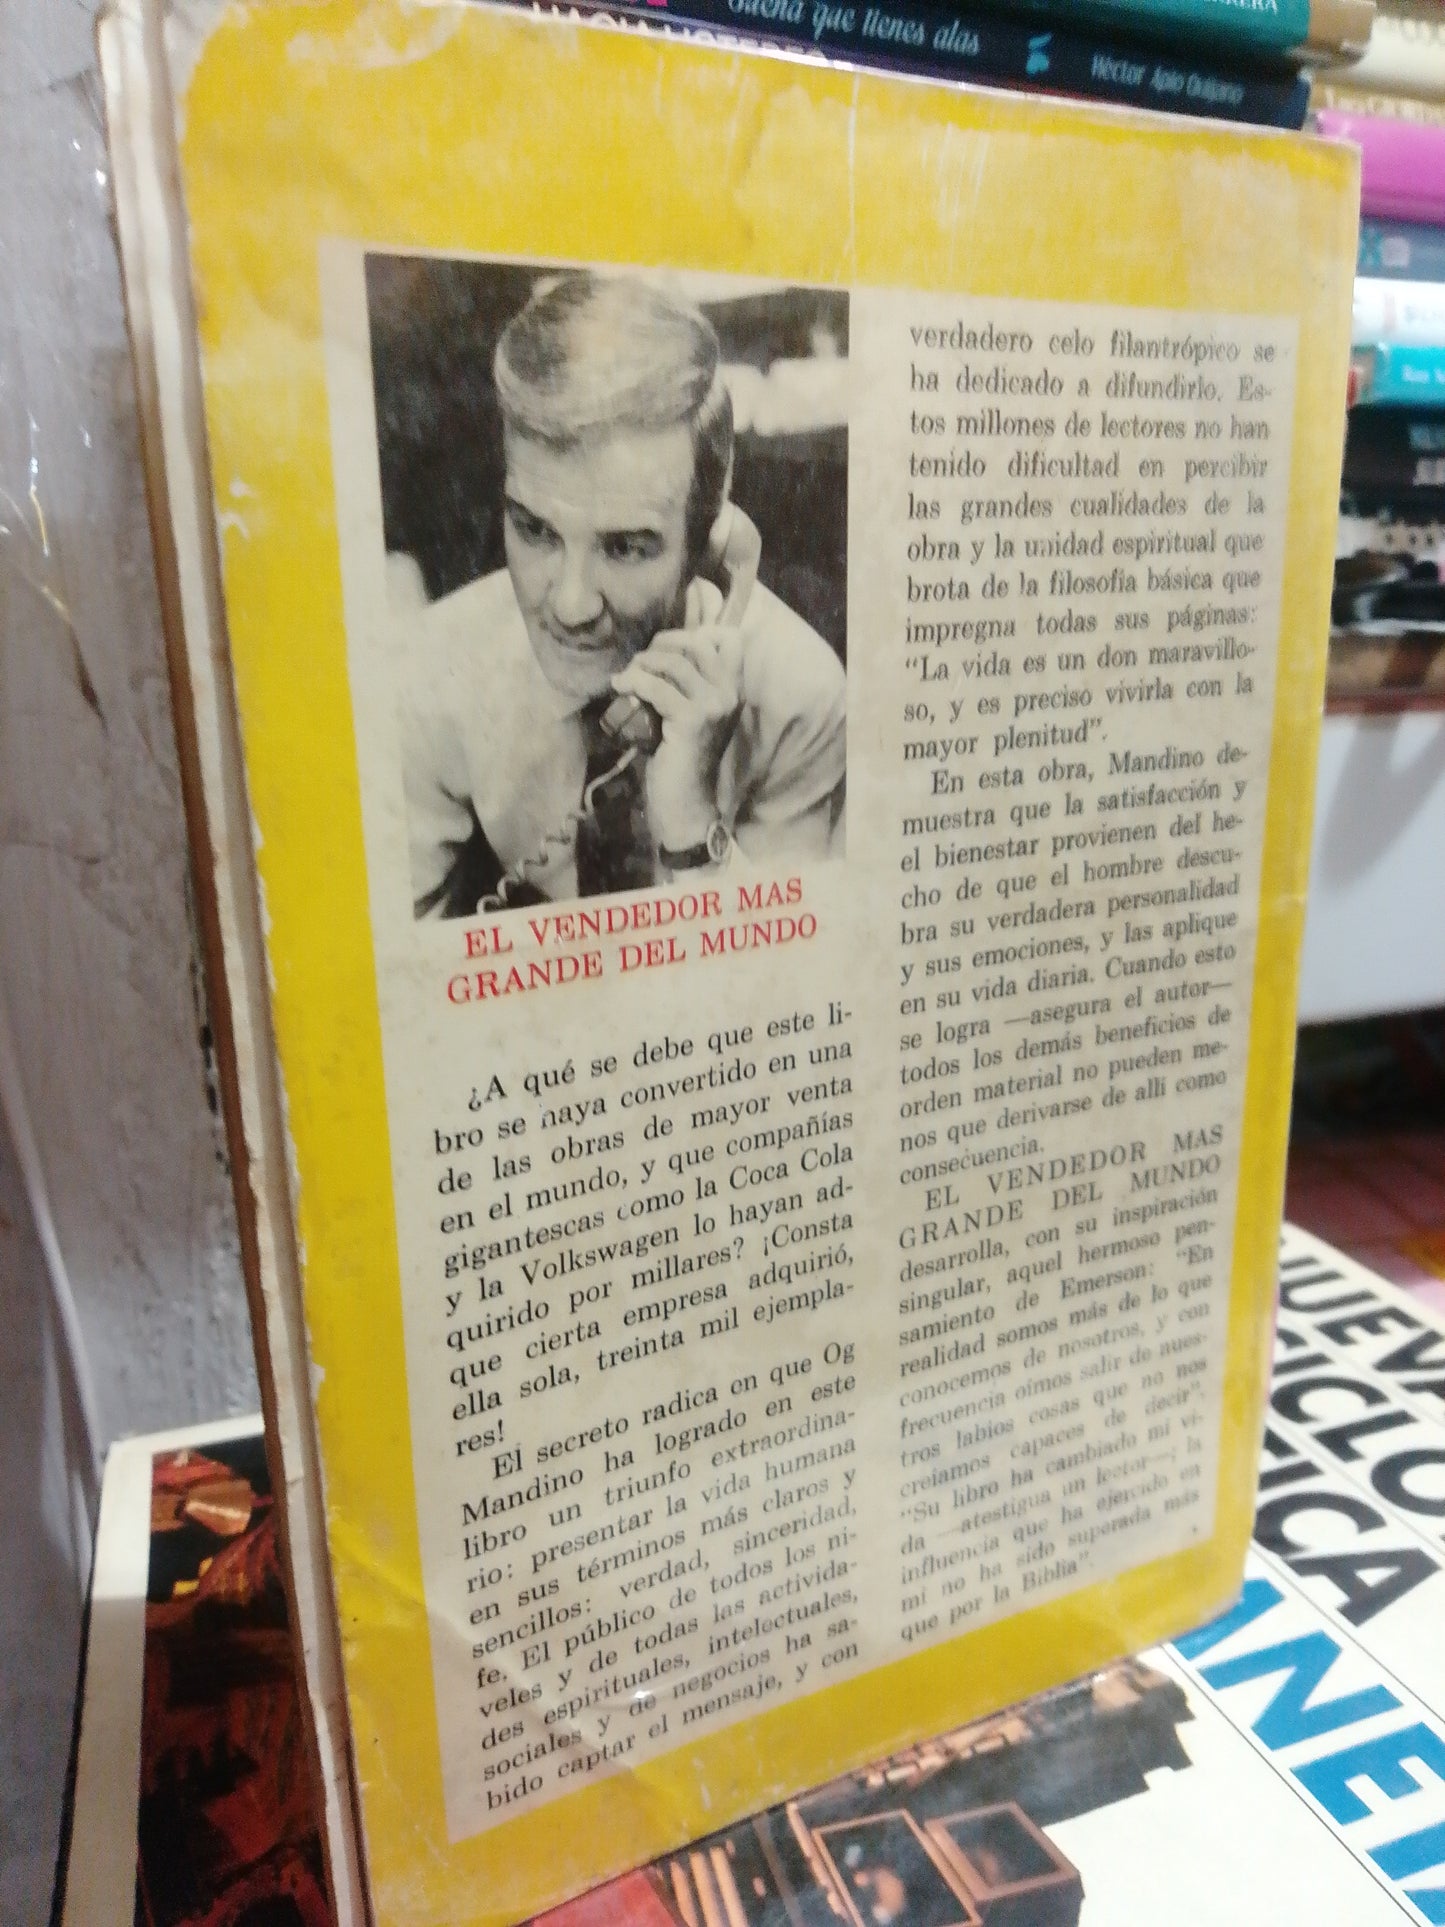 que tienes alas
Héctor Apio Quijano
EL VENDEDOR MAS
GRANDE DEL MUNDO
¿A qué se debe que este li-
bro se haya convertido en una
de las obras de mayor venta
en el mundo, y que compañías
gigantescas como la Coca Cola
y la Volkswagen lo hayan ad-
quirido por millares? ¡Consta
que cierta empresa adquirió,
ella sola, treinta mil ejempla-
res!
El secreto radica en que Og
Mandino ha logrado en este
libro un triunfo extraordina-
rio: presentar la vida humana
en sus términos más claros y
sencillos: verdad, sinceridad,
fe. El público de todos los ni-
veles y de todas las activida-
des espirituales, intelectuales,
sociales y de negocios ha sa-
bido captar el mensaje, y con
verdadero celo filantrópico se
ha dedicado a difundirlo. Es-
tos millones de lectores no han
tenido dificultad en percibir
las grandes cualidades de la
obra y la unidad espiritual que
brota de la filosofía básica que
impregna todas sus páginas:
"La vida es un don maravillo-
so, y es preciso vivirla con la
mayor plenitud".
En esta obra, Mandino de-
muestra que la satisfacción y
el bienestar provienen del he-
cho de que el hombre descu-
bra su verdadera personalidad
y sus emociones, y las aplique
en su vida diaria. Cuando esto
se logra —asegura el autor—
todos los demás beneficios de
orden material no pueden me-
nos que derivarse de allí como
consecuencia.
EL VENDEDOR MAS
GRANDE DEL MUNDO
desarrolla, con su inspiración
singular, aquel hermoso pen-
samiento de Emerson: "En
realidad somos más de lo que
conocemos de nosotros, y con
frecuencia oímos salir de nues-
tros labios cosas que no nos
creíamos capaces de decir".
"Su libro ha cambiado mi vi-
da —atestigua un lector—; la
influencia que ha ejercido en
mí no ha sido superada más
que por la Biblia".